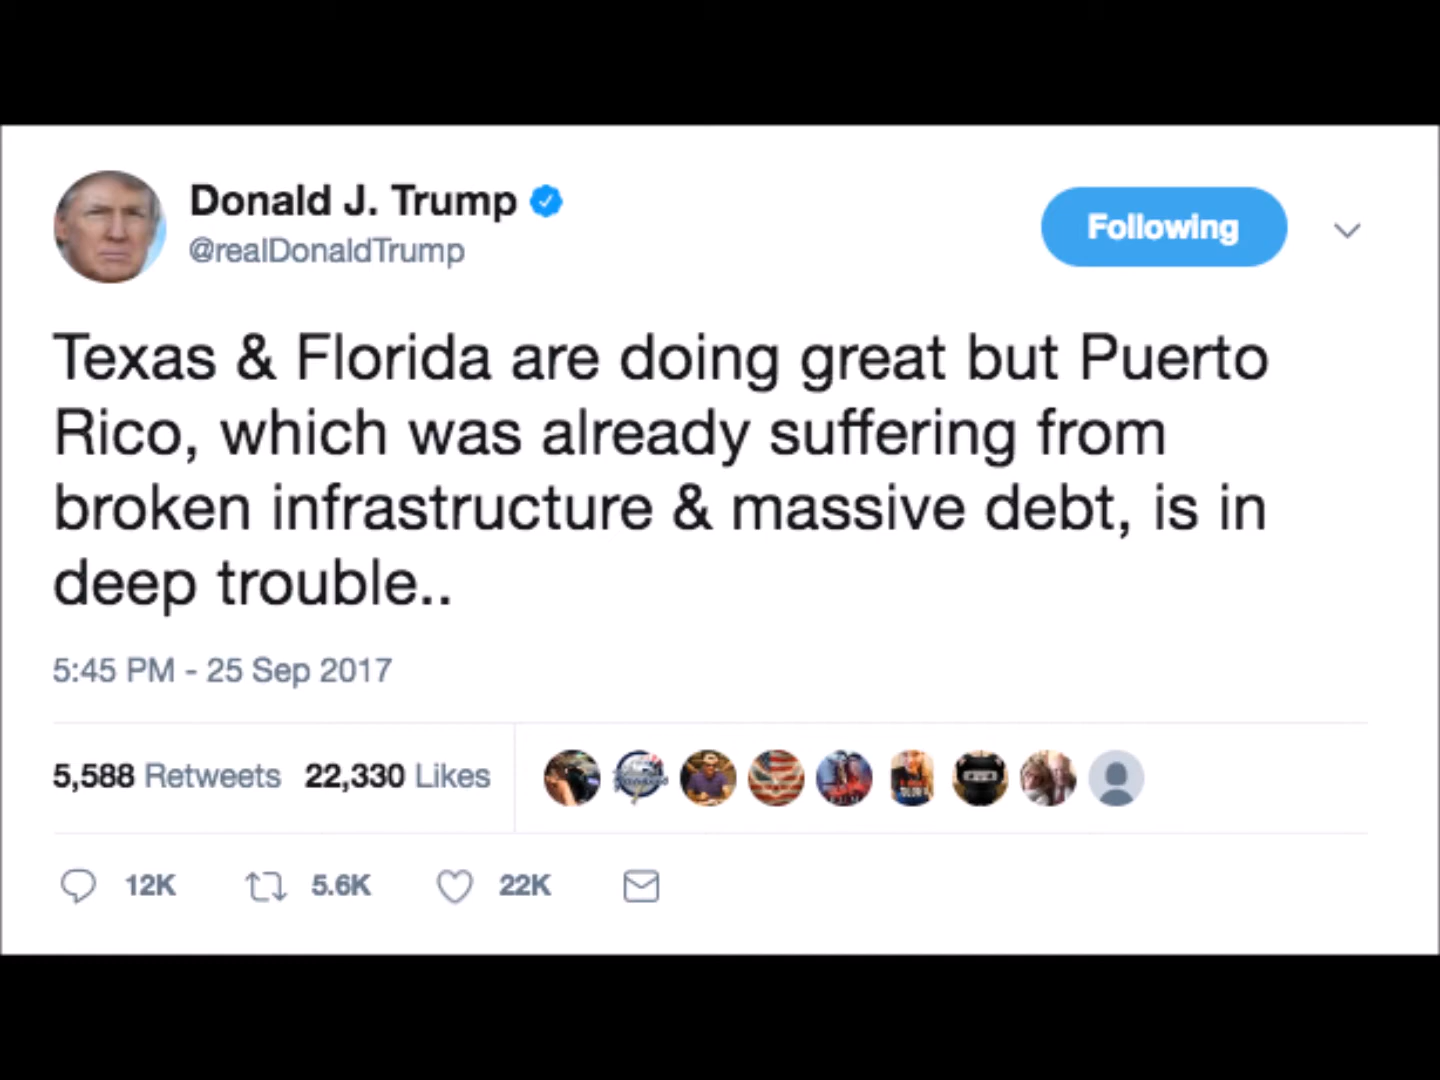 Donald J. Trump
@realDonaldTrump
Following
Texas & Florida are doing great but Puerto
Rico, which was already suffering from
broken infrastructure & massive debt, is in
deep trouble..
5:45 PM - 25 Sep 2017
5,588 Retweets 22,330 Likes
12K 5.6K 22K